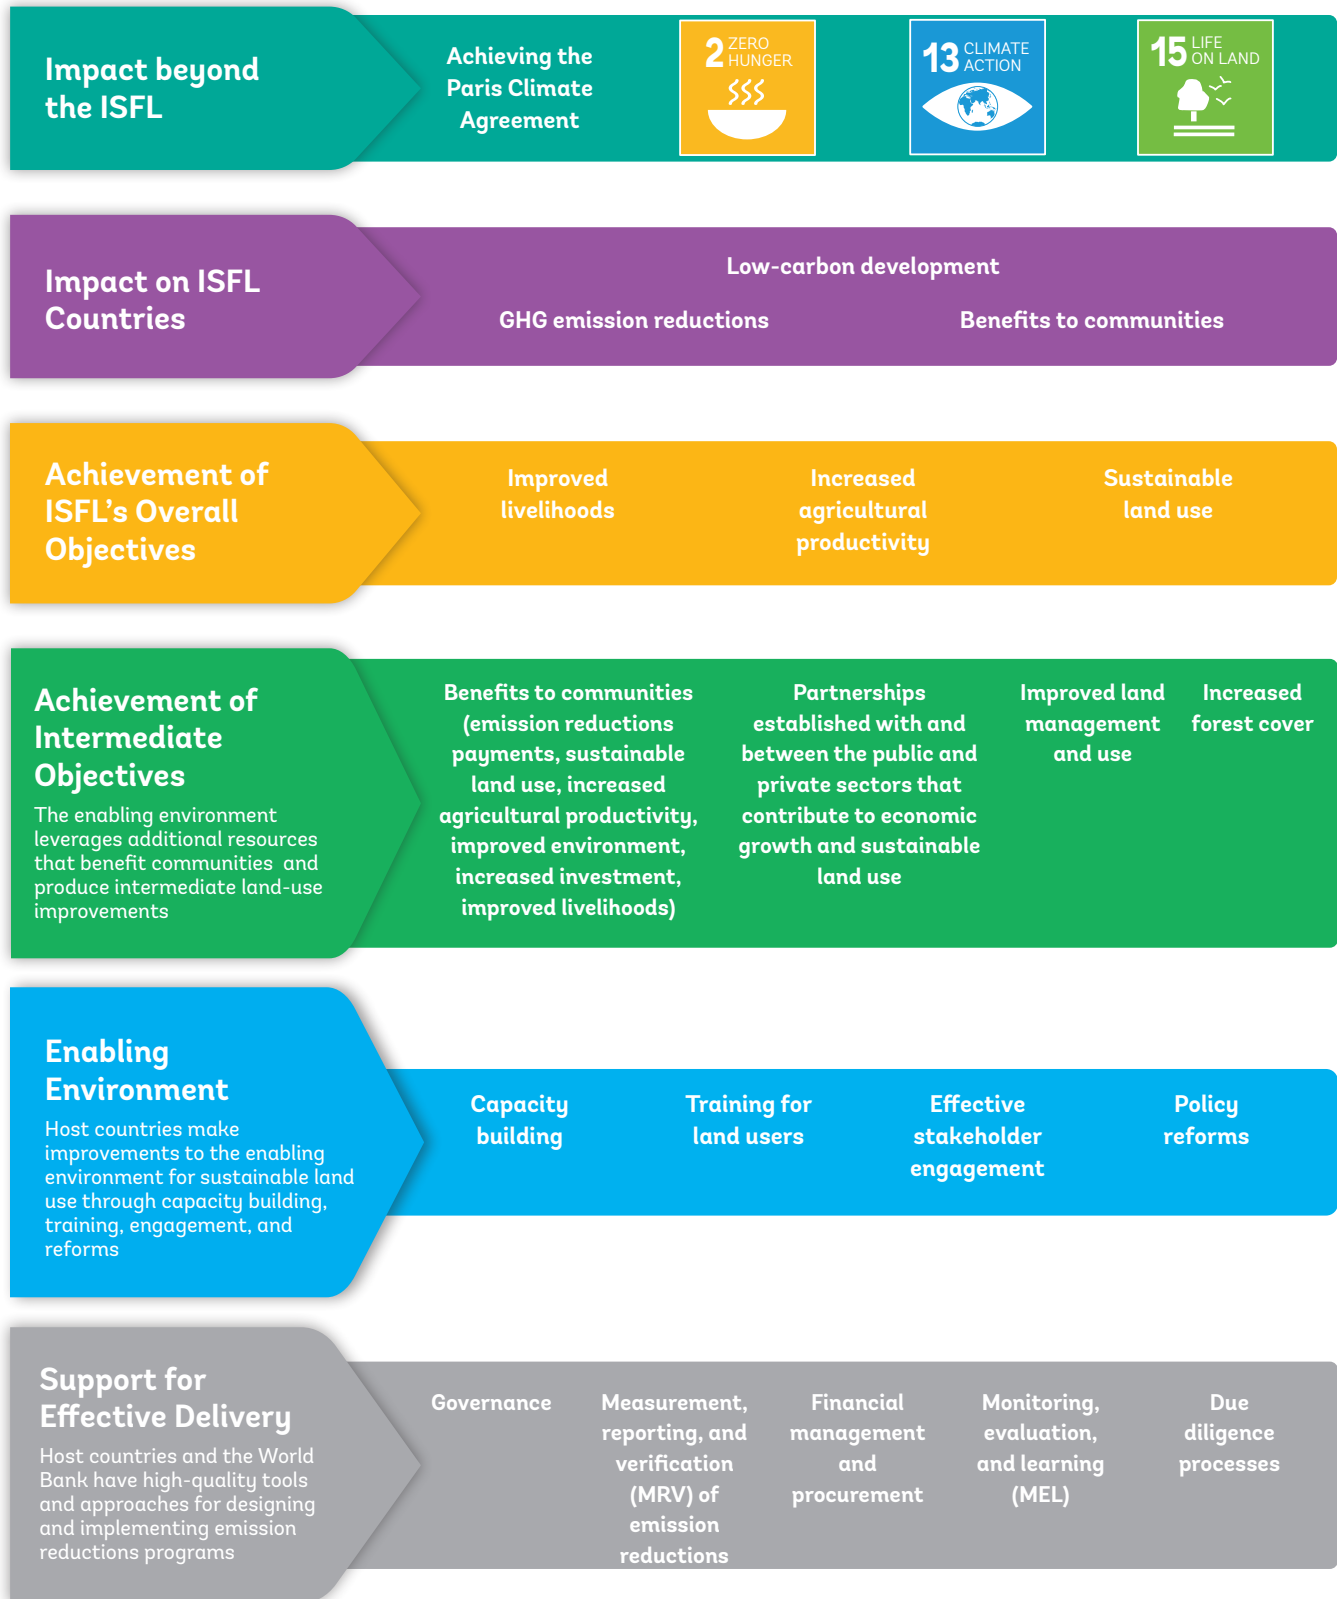 Impact beyond
the ISFL
Achieving the
Paris Climate
Agreement
2 ZERO
HUNGER
13 CLIMATE
ACTION
15 LIFE
ON LAND
Impact on ISFL
Countries
Low-carbon development
GHG emission reductions
Benefits to communities
Achievement of
ISFL's Overall
Objectives
Improved
livelihoods
Increased
agricultural
productivity
Sustainable
land use
Achievement of
Intermediate
Objectives
The enabling environment
leverages additional resources
that benefit communities and
produce intermediate land-use
improvements
Benefits to communities
(emission reductions
payments, sustainable
land use, increased
agricultural productivity,
improved environment,
increased investment,
improved livelihoods)
Partnerships
established with and
between the public and
private sectors that
contribute to economic
growth and sustainable
land use
Improved land
management
and use
Increased
forest cover
Enabling
Environment
Host countries make
improvements to the enabling
environment for sustainable land
use through capacity building,
training, engagement, and
reforms
Capacity
building
Training for
land users
Effective
stakeholder
engagement
Policy
reforms
Support for
Effective Delivery
Host countries and the World
Bank have high-quality tools
and approaches for designing
and implementing emission
reductions programs
Governance
Measurement,
reporting, and
verification
(MRV) of
emission
reductions
Financial
management
and
procurement
Monitoring,
evaluation,
and learning
(MEL)
Due
diligence
processes